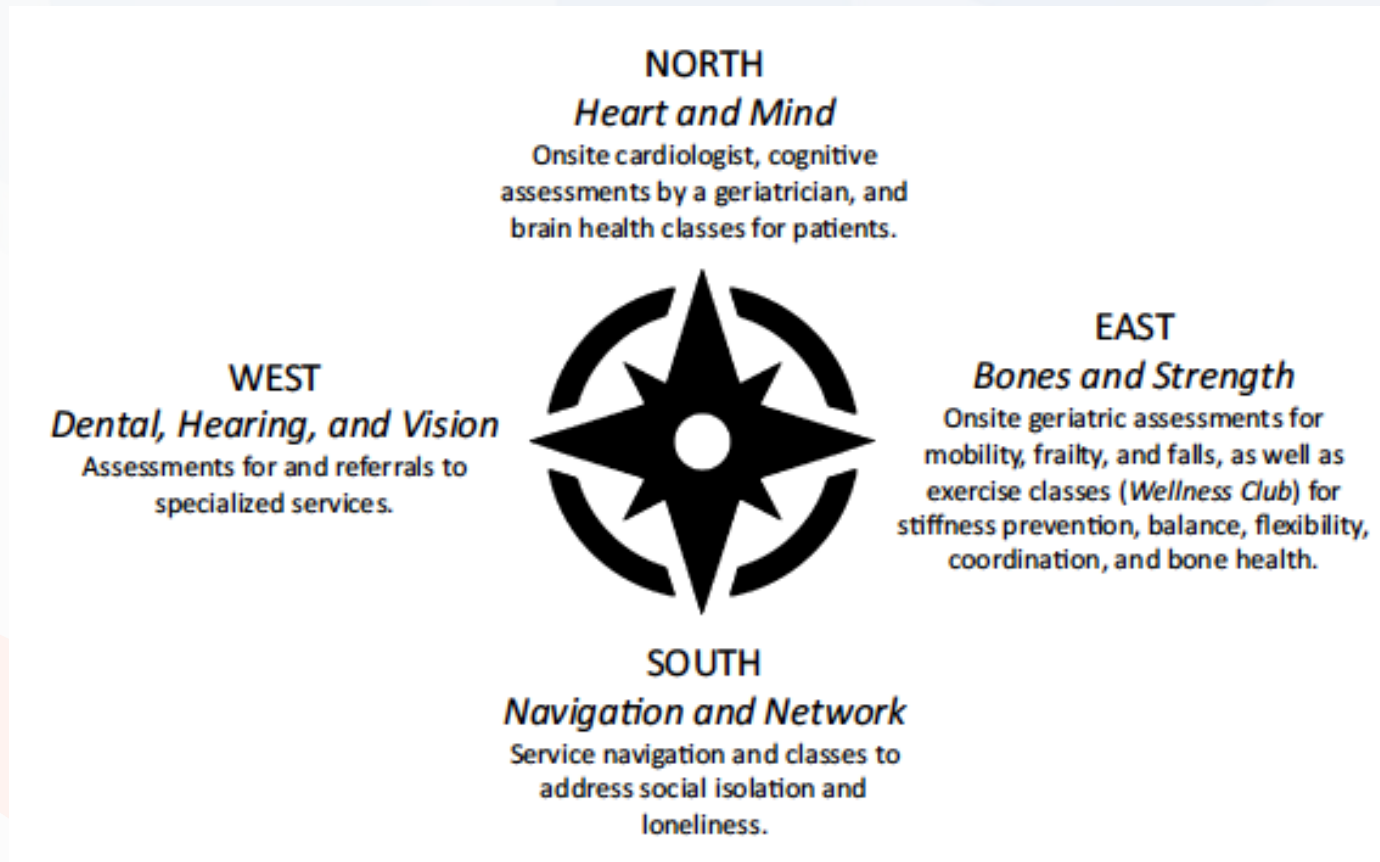 NORTH
Heart and Mind
Onsite cardiologist, cognitive
assessments by a geriatrician, and
brain health classes for patients.
WEST
Dental, Hearing, and Vision
Assessments for and referrals to
specialized services.
EAST
Bones and Strength
Onsite geriatric assessments for
mobility, frailty, and falls, as well as
exercise classes (Wellness Club) for
stiffness prevention, balance, flexibility,
coordination, and bone health.
SOUTH
Navigation and Network
Service navigation and classes to
address social isolation and
loneliness.